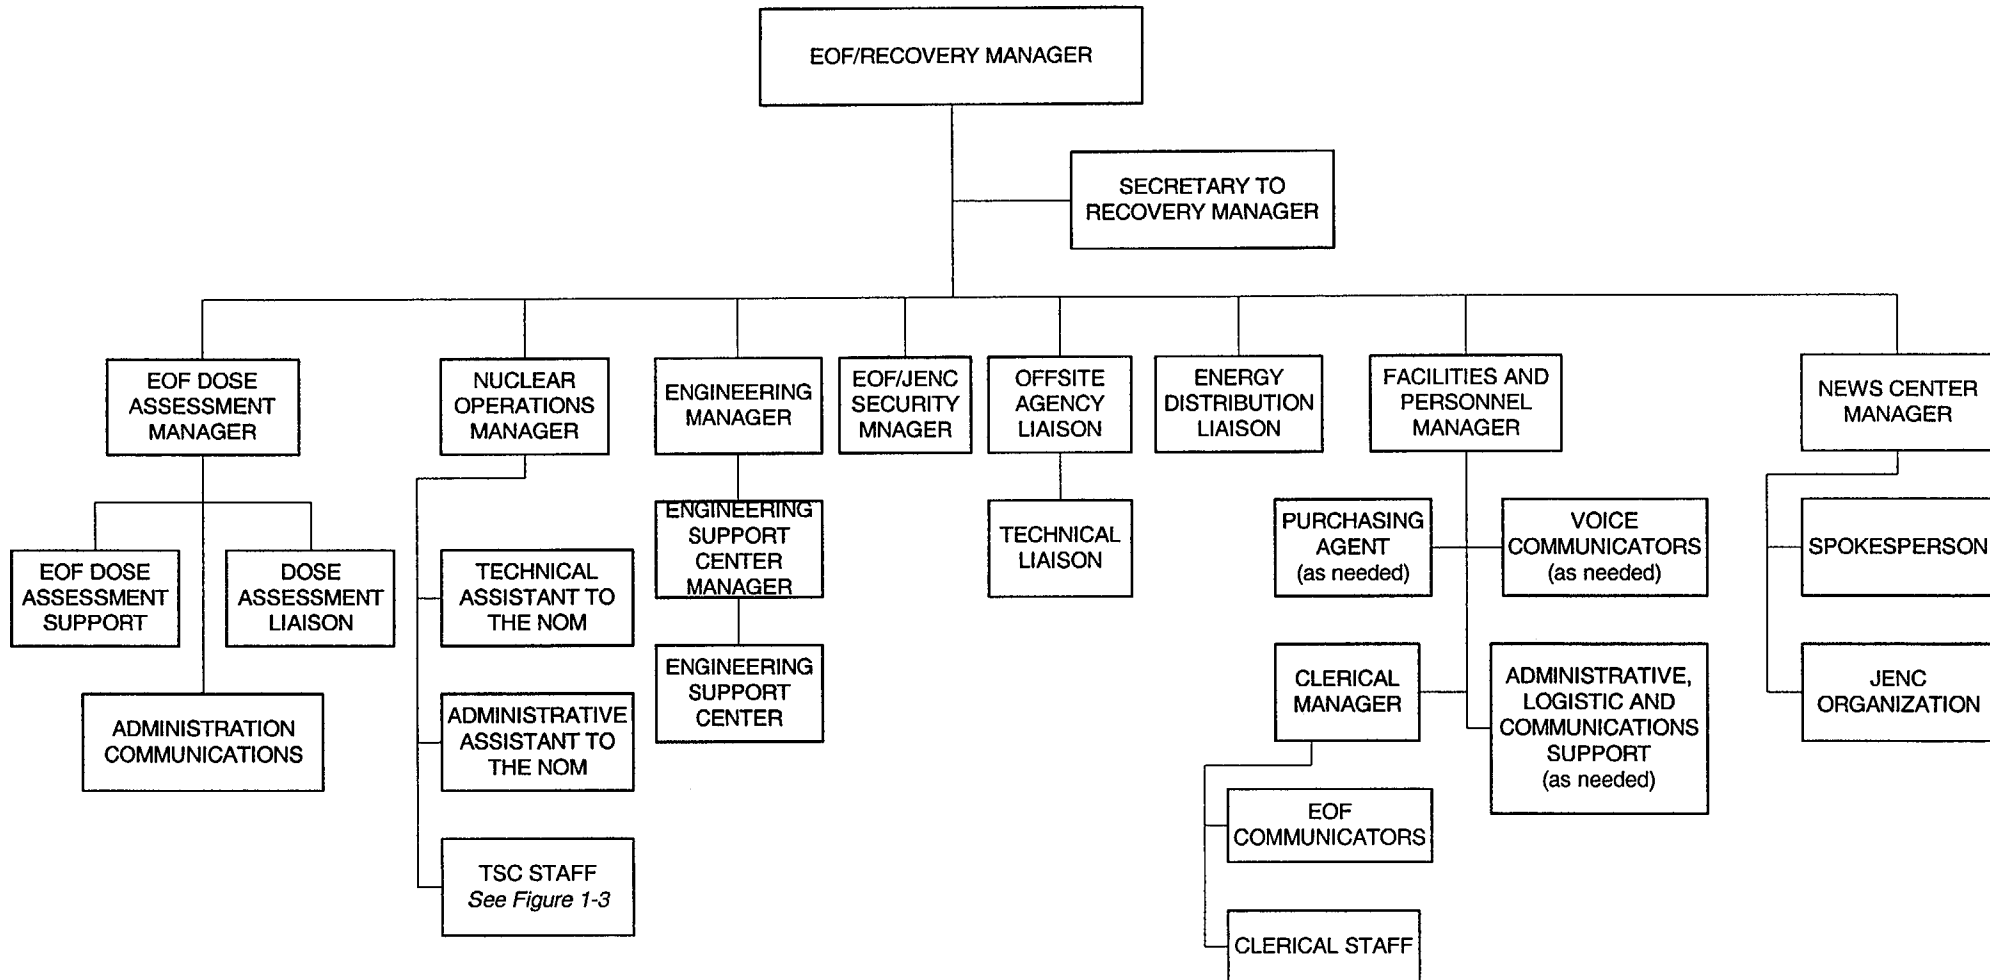 EOF/RECOVERY MANAGER
SECRETARY TO
RECOVERY MANAGER
EOF DOSE
ASSESSMENT
MANAGER
NUCLEAR
OPERATIONS
MANAGER
ENGINEERING
MANAGER
EOF/JENC
SECURITY
MNAGER
OFFSITE
AGENCY
LIAISON
ENERGY
DISTRIBUTION
LIAISON
FACILITIES AND
PERSONNEL
MANAGER
NEWS CENTER
MANAGER
EOF DOSE
ASSESSMENT
SUPPORT
DOSE
ASSESSMENT
LIAISON
ADMINISTRATION
COMMUNICATIONS
TECHNICAL
ASSISTANT TO
THE NOM
ADMINISTRATIVE
ASSISTANT TO
THE NOM
TSC STAFF
See Figure 1-3
ENGINEERING
SUPPORT
CENTER
MANAGER
ENGINEERING
SUPPORT
CENTER
TECHNICAL
LIAISON
PURCHASING
AGENT
(as needed)
VOICE
COMMUNICATORS
(as needed)
CLERICAL
MANAGER
ADMINISTRATIVE,
LOGISTIC AND
COMMUNICATIONS
SUPPORT
(as needed)
EOF
COMMUNICATORS
CLERICAL STAFF
SPOKESPERSON
JENC
ORGANIZATION